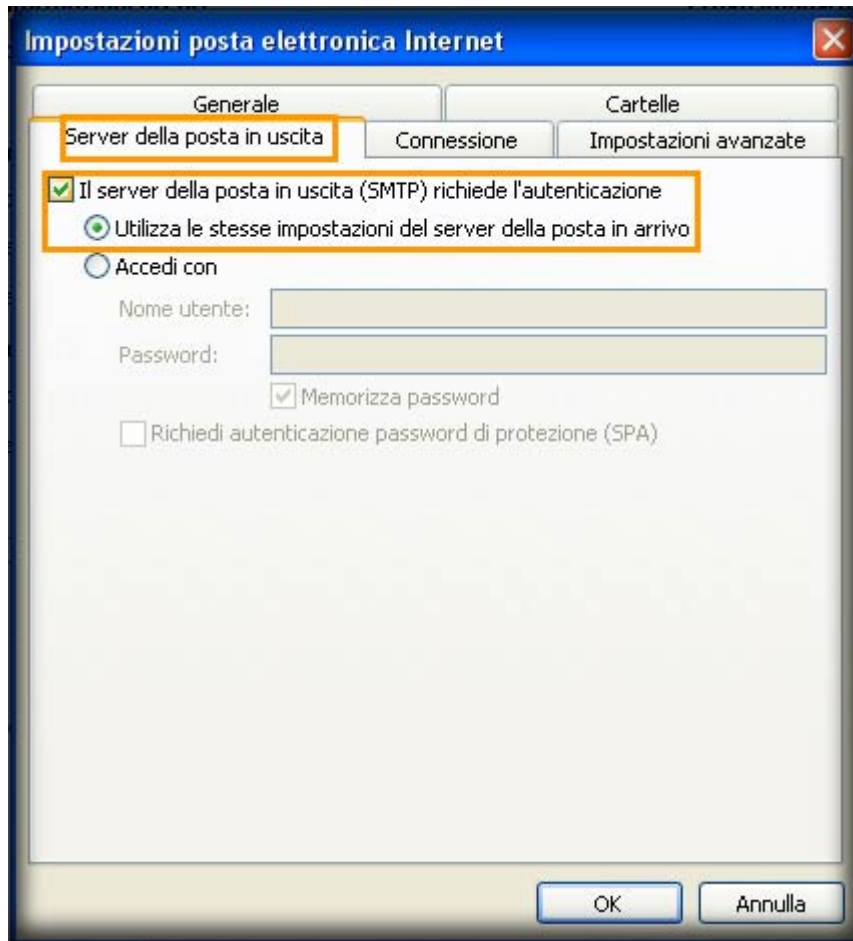 Impostazioni posta elettronica Internet
Generale
Cartelle
Server della posta in uscita
Connessione
Impostazioni avanzate
Il server della posta in uscita (SMTP) richiede l'autenticazione
Utilizza le stesse impostazioni del server della posta in arrivo
Accedi con
Nome utente:
Password:
Memorizza password
Richiedi autenticazione password di protezione (SPA)
OK
Annulla